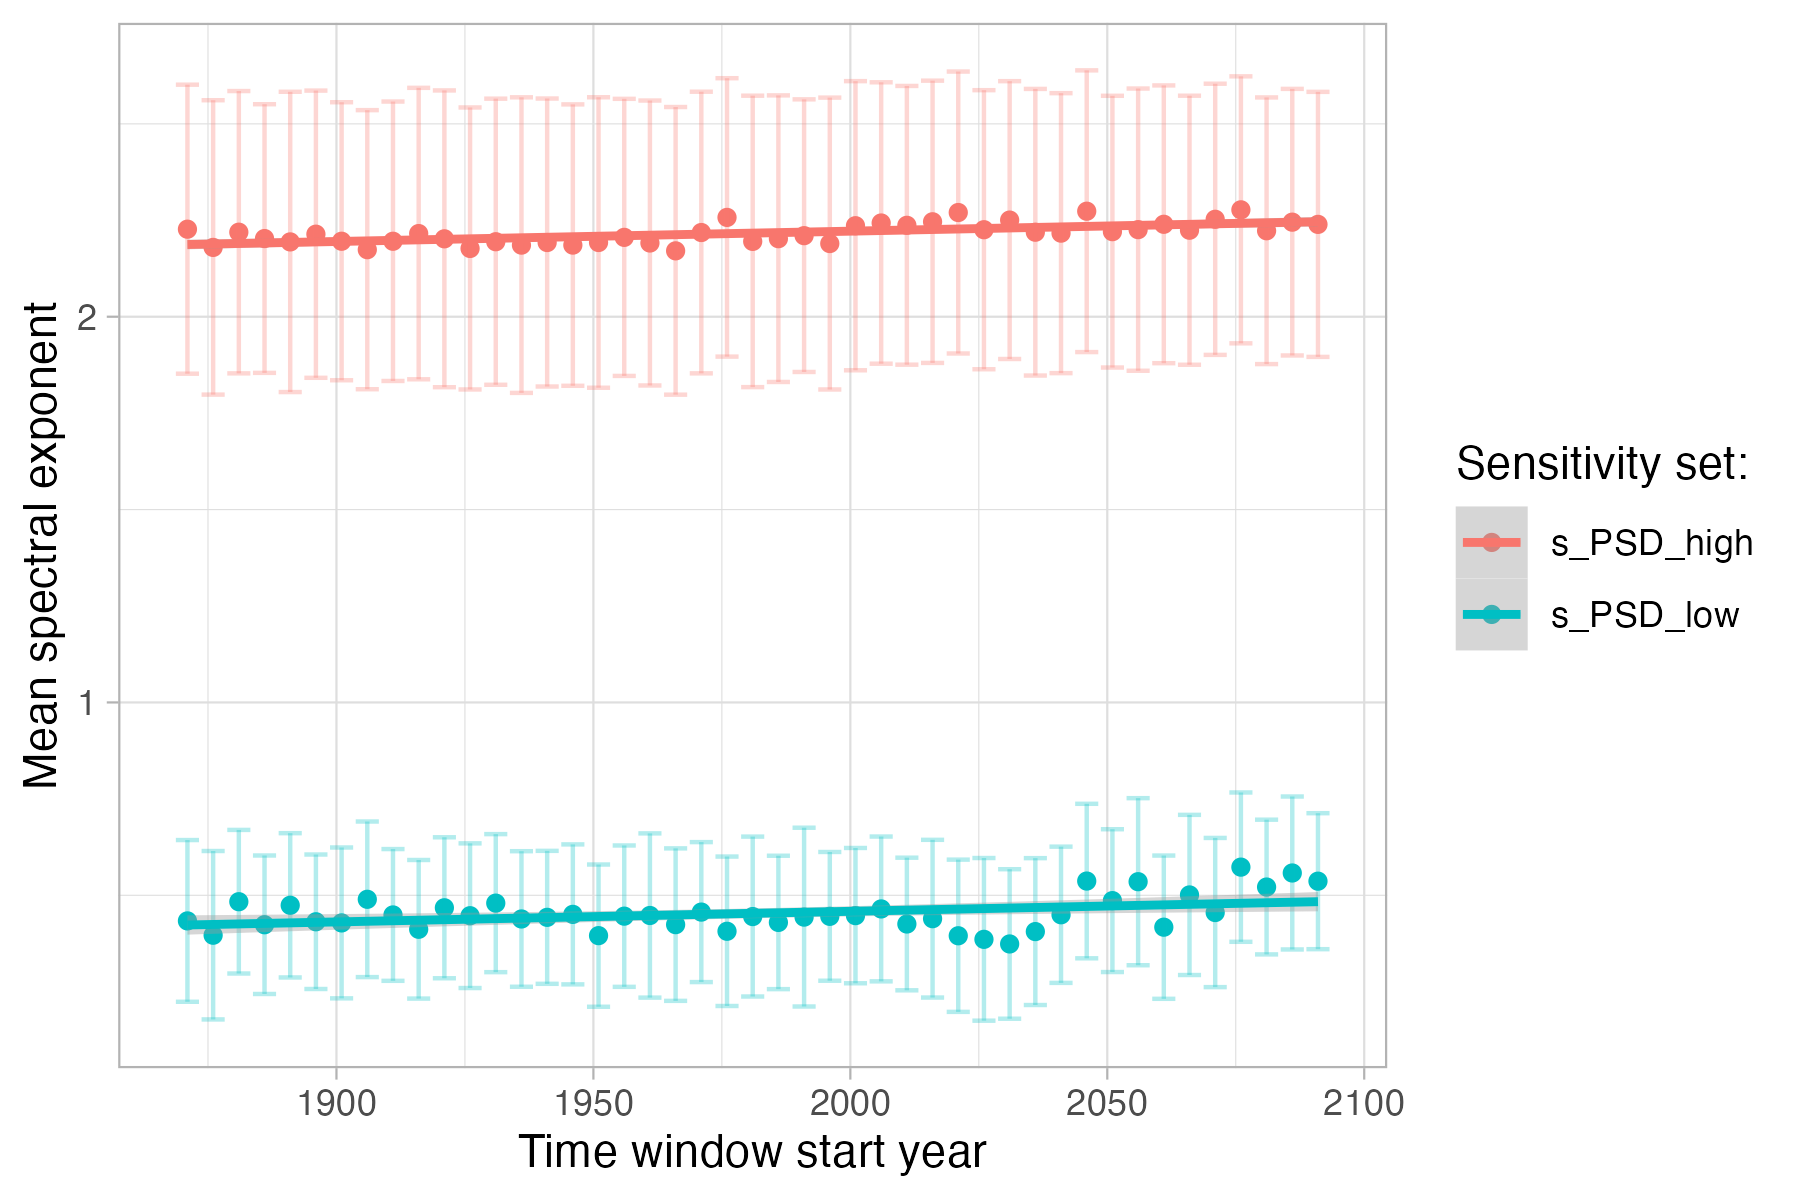 Mean spectral exponent
2
1
1900
1950
2000
2050
2100
Time window start year
Sensitivity set:
s_PSD_high
s_PSD_low